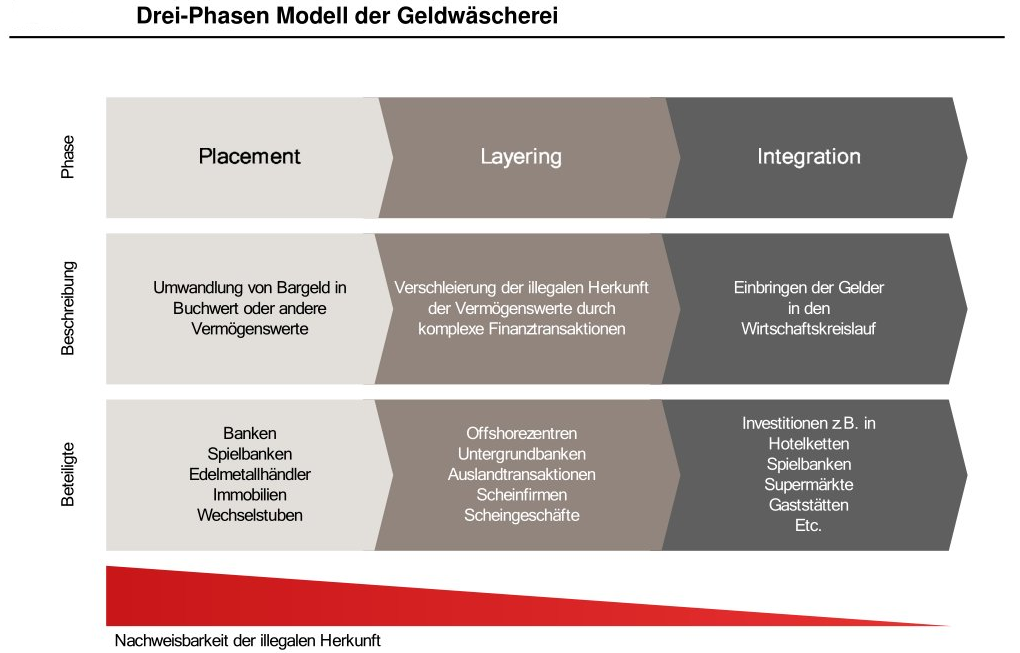 Drei-Phasen Modell der Geldwäscherei
Phase
Placement
Layering
Integration
Beschreibung
Umwandlung von Bargeld in
Buchwert oder andere
Vermögenswerte
Verschleierung der illegalen Herkunft
der Vermögenswerte durch
komplexe Finanztransaktionen
Einbringen der Gelder
in den
Wirtschaftskreislauf
Beteiligte
Banken
Spielbanken
Edelmetallhändler
Immobilien
Wechselstuben
Offshorezentren
Untergrundbanken
Auslandtransaktionen
Scheinfirmen
Scheingeschäfte
Investitionen z.B. in
Hotelketten
Spielbanken
Supermärkte
Gaststätten
Etc.
Nachweisbarkeit der illegalen Herkunft